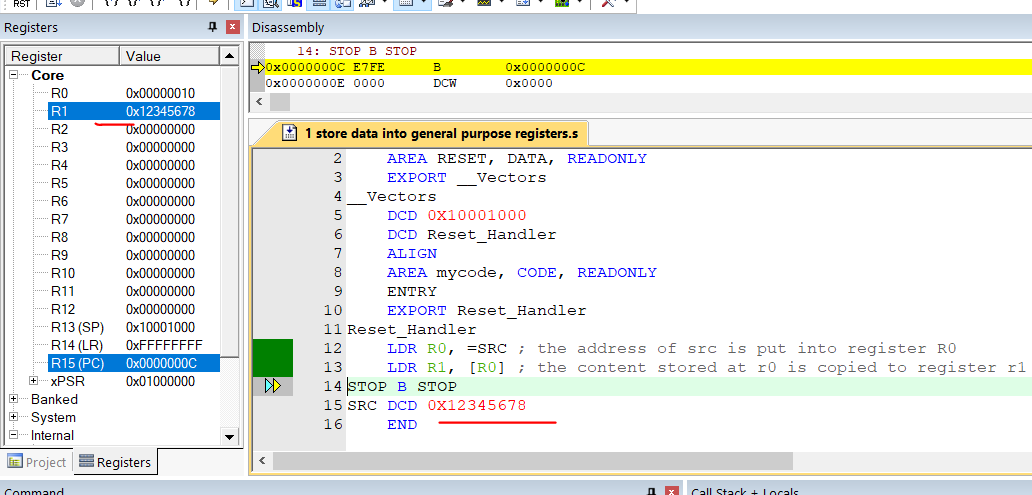 RST
Registers
Register Value
Core
R0 0x00000010
R1 0x12345678
R2 0x00000000
R3 0x00000000
R4 0x00000000
R5 0x00000000
R6 0x00000000
R7 0x00000000
R8 0x00000000
R9 0x00000000
R10 0x00000000
R11 0x00000000
R12 0x00000000
R13 (SP) 0x10001000
R14 (LR) 0xFFFFFFFF
R15 (PC) 0x0000000C
xPSR 0x01000000
Banked
System
Internal
Project Registers
Disassembly
14: STOP B STOP
0x0000000C E7FE B 0x0000000C
0x0000000E 0000 DCW 0x0000
1 store data into general purpose registers.s
2 AREA RESET, DATA, READONLY
3 EXPORT __Vectors
4 __Vectors
5 DCD 0X10001000
6 DCD Reset_Handler
7 ALIGN
8 AREA mycode, CODE, READONLY
9 ENTRY
10 EXPORT Reset_Handler
11 Reset_Handler
12 LDR R0, =SRC ; the address of src is put into register R0
13 LDR R1, [R0] ; the content stored at r0 is copied to register r1
14 STOP B STOP
15 SRC DCD 0X12345678
16 END
Command
Call Stack + Locals